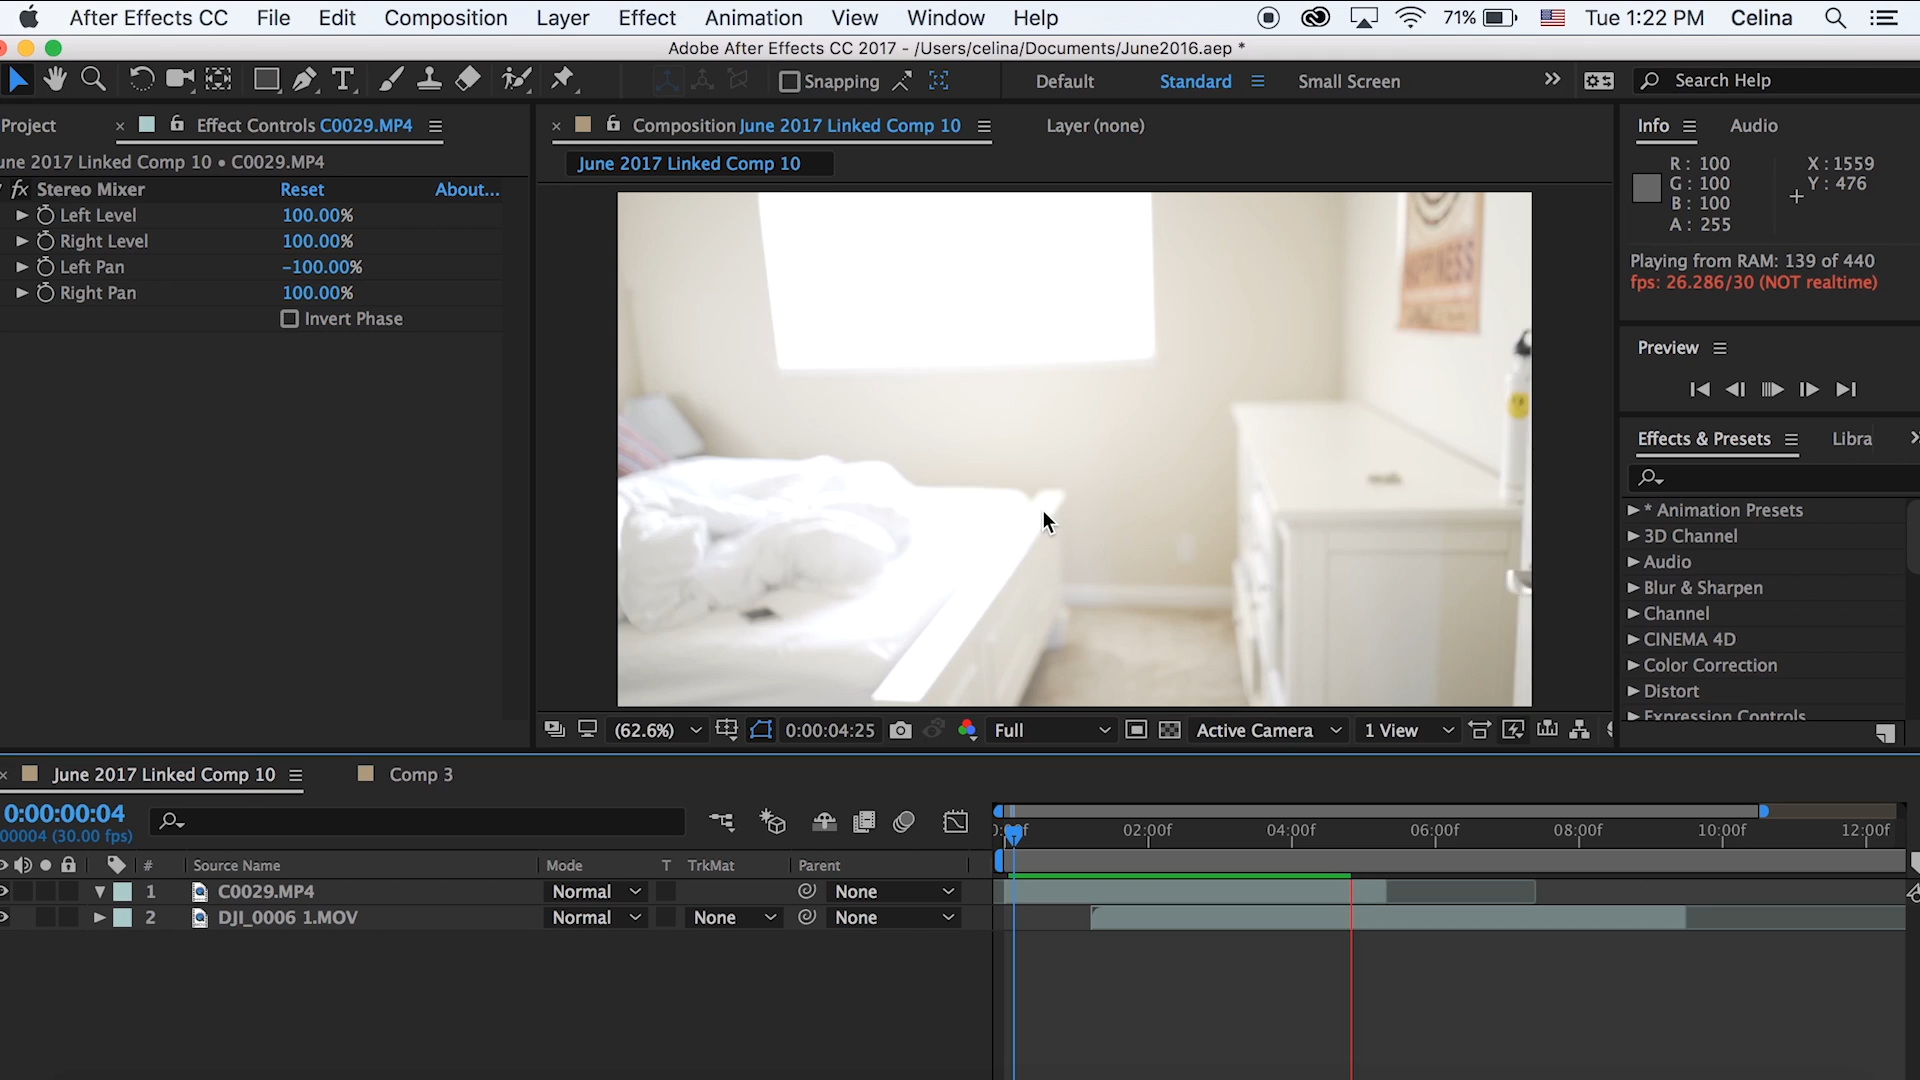 After Effects CC File Edit Composition Layer Effect Animation View Window Help 71% Tue 1:22 PM Celina
Adobe After Effects CC 2017 - /Users/celina/Documents/June2016.aep *
Snapping Default Standard Small Screen Search Help
Project × Effect Controls C0029.MP4
une 2017 Linked Comp 10 • C0029.MP4
fx Stereo Mixer Reset About...
Left Level 100.00%
Right Level 100.00%
Left Pan -100.00%
Right Pan 100.00%
Invert Phase
× Composition June 2017 Linked Comp 10 Layer (none)
June 2017 Linked Comp 10
HAPPINESS
(62.6%) 0:00:04:25 Full Active Camera 1 View
Info Audio
R: 100 X: 1559
G: 100 Y: 476
B: 100
A: 255
Playing from RAM: 139 of 440
fps: 26.286/30 (NOT realtime)
Preview
Effects & Presets Libra
* Animation Presets
3D Channel
Audio
Blur & Sharpen
Channel
CINEMA 4D
Color Correction
Distort
Expression Controls
× June 2017 Linked Comp 10 Comp 3
0:00:00:04
00004 (30.00 fps)
02:00f 04:00f 06:00f 08:00f 10:00f 12:00f
# Source Name Mode T TrkMat Parent
1 C0029.MP4 Normal None
2 DJI_0006 1.MOV Normal None None